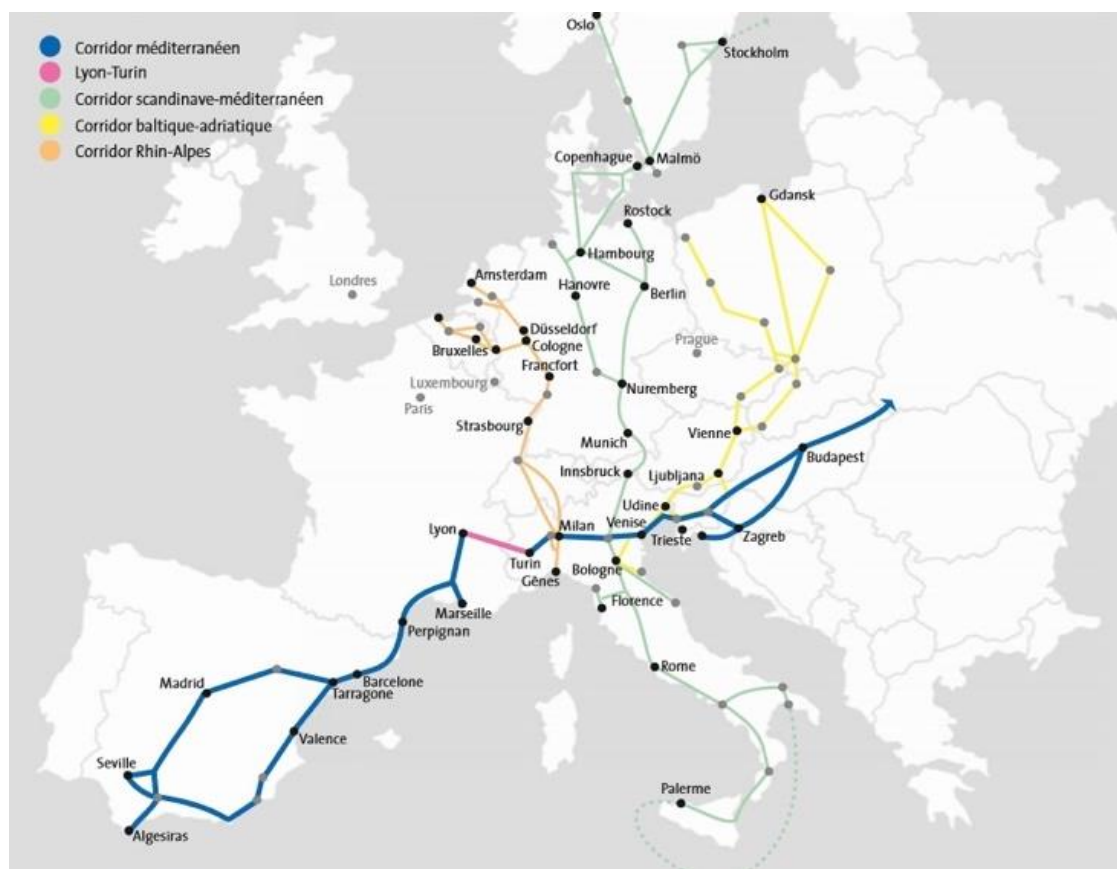 Corridor méditerranéen
Lyon-Turin
Corridor scandinave-méditerranéen
Corridor baltique-adriatique
Corridor Rhin-Alpes
Oslo
Stockholm
Copenhague
Malmö
Gdansk
Rostock
Hambourg
Londres
Amsterdam
Hanovre
Berlin
Düsseldorf
Bruxelles
Cologne
Prague
Francfort
Luxembourg
Nuremberg
Paris
Strasbourg
Munich
Vienne
Budapest
Innsbruck
Ljubljana
Udine
Lyon
Milan
Venise
Trieste
Zagreb
Turin
Bologne
Gênes
Florence
Marseille
Perpignan
Rome
Madrid
Barcelone
Tarragone
Valence
Seville
Palerme
Algesiras